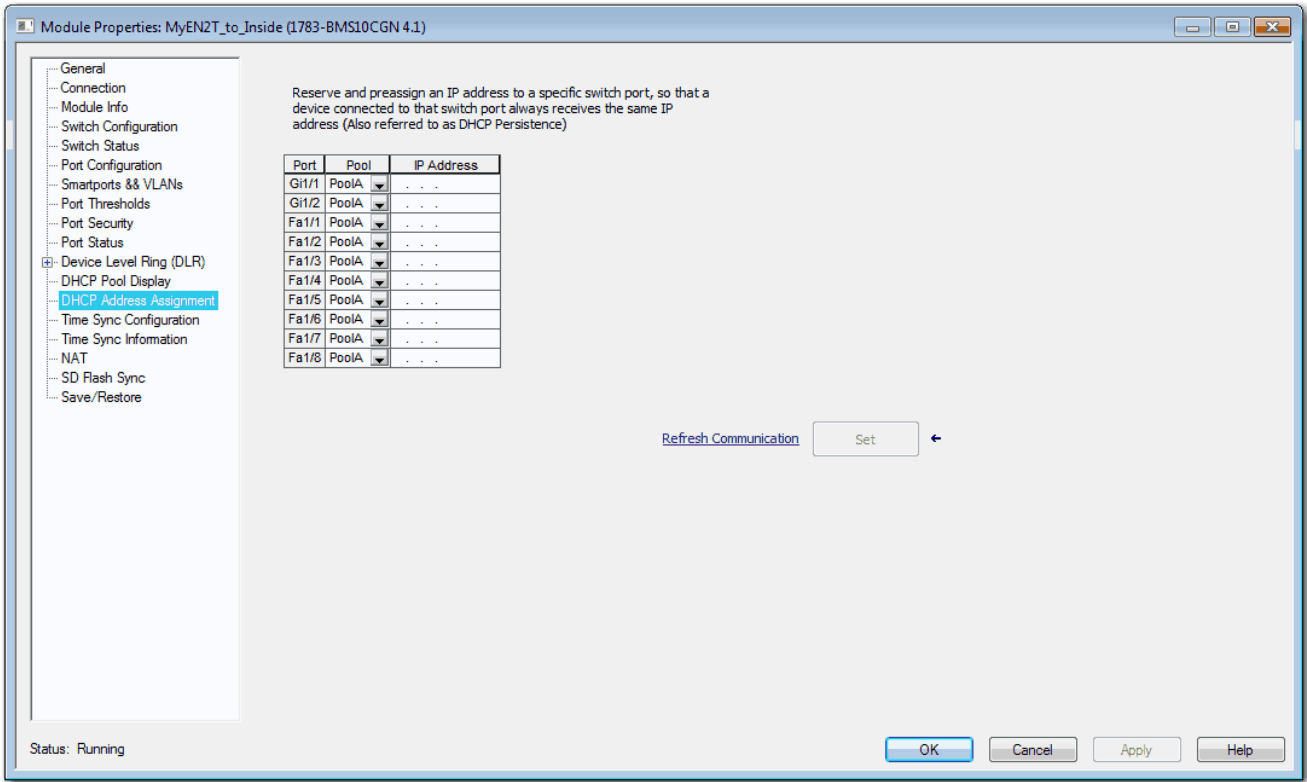 Module Properties: MyEN2T_to_Inside (1783-BMS10CGN 4.1)
General
Connection
Module Info
Switch Configuration
Switch Status
Port Configuration
Smartports && VLANs
Port Thresholds
Port Security
Port Status
Device Level Ring (DLR)
DHCP Pool Display
DHCP Address Assignment
Time Sync Configuration
Time Sync Information
NAT
SD Flash Sync
Save/Restore
Reserve and preassign an IP address to a specific switch port, so that a
device connected to that switch port always receives the same IP
address (Also referred to as DHCP Persistence)
Port Pool IP Address
Gi1/1 PoolA . . .
Gi1/2 PoolA . . .
Fa1/1 PoolA . . .
Fa1/2 PoolA . . .
Fa1/3 PoolA . . .
Fa1/4 PoolA . . .
Fa1/5 PoolA . . .
Fa1/6 PoolA . . .
Fa1/7 PoolA . . .
Fa1/8 PoolA . . .
Refresh Communication Set
Status: Running
OK Cancel Apply Help